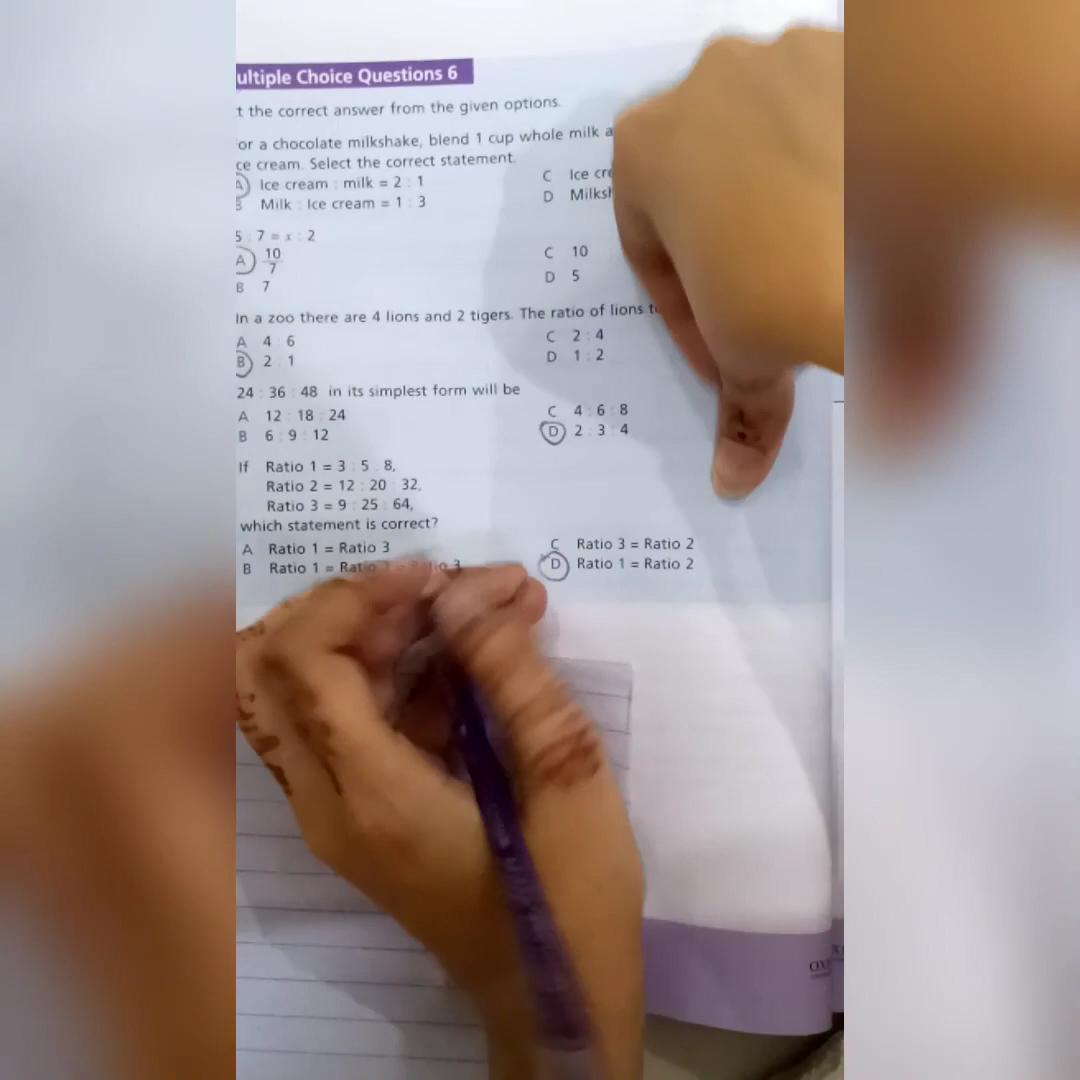 ultiple Choice Questions 6
t the correct answer from the given options.
or a chocolate milkshake, blend 1 cup whole milk a
ce cream. Select the correct statement.
A Ice cream : milk = 2 : 1
B Milk : Ice cream = 1 : 3
C Ice cre
D Milksh
5 : 7 = x : 2
A 10/7
B 7
C 10
D 5
In a zoo there are 4 lions and 2 tigers. The ratio of lions t
A 4 : 6
B 2 : 1
C 2 : 4
D 1 : 2
24 : 36 : 48 in its simplest form will be
A 12 : 18 : 24
B 6 : 9 : 12
C 4 : 6 : 8
D 2 : 3 : 4
If Ratio 1 = 3 : 5 : 8,
Ratio 2 = 12 : 20 : 32,
Ratio 3 = 9 : 25 : 64,
which statement is correct?
A Ratio 1 = Ratio 3
B Ratio 1 = Ratio 2 = Ratio 3
C Ratio 3 = Ratio 2
D Ratio 1 = Ratio 2